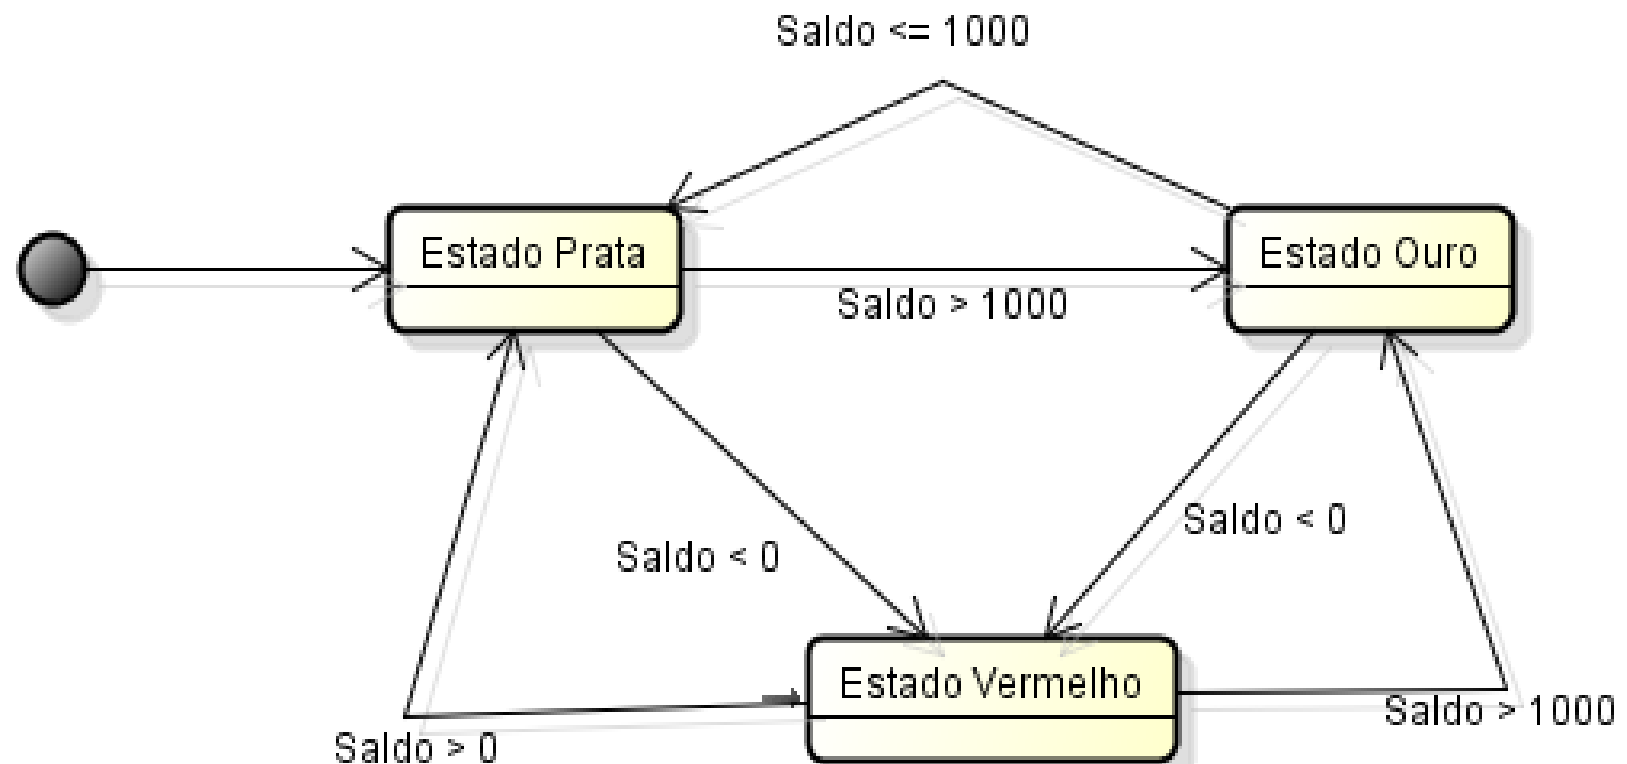 Saldo <= 1000
Estado Prata
Estado Ouro
Saldo > 1000
Saldo < 0
Saldo < 0
Estado Vermelho
Saldo > 1000
Saldo > 0